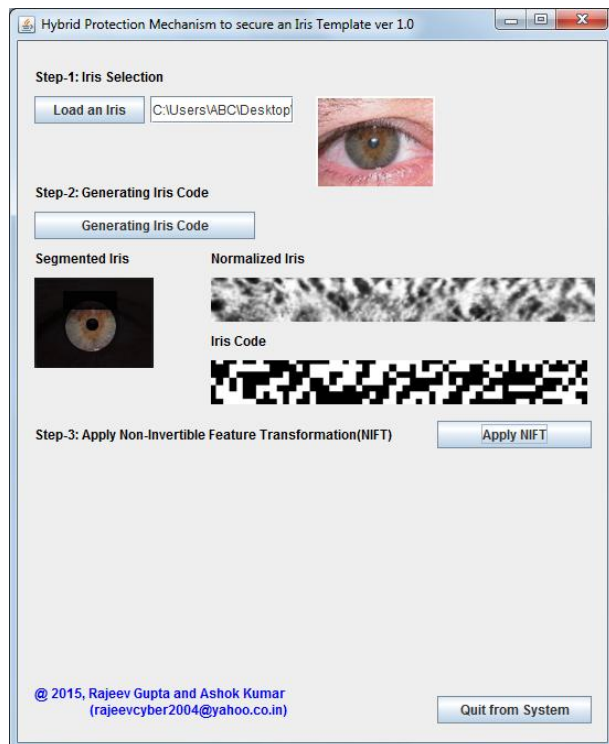 Hybrid Protection Mechanism to secure an Iris Template ver 1.0
Step-1: Iris Selection
Load an Iris C:\Users\ABC\Desktop\
Step-2: Generating Iris Code
Generating Iris Code
Segmented Iris Normalized Iris
Iris Code
Step-3: Apply Non-Invertible Feature Transformation(NIFT) Apply NIFT
@ 2015, Rajeev Gupta and Ashok Kumar
(rajeevcyber2004@yahoo.co.in)
Quit from System